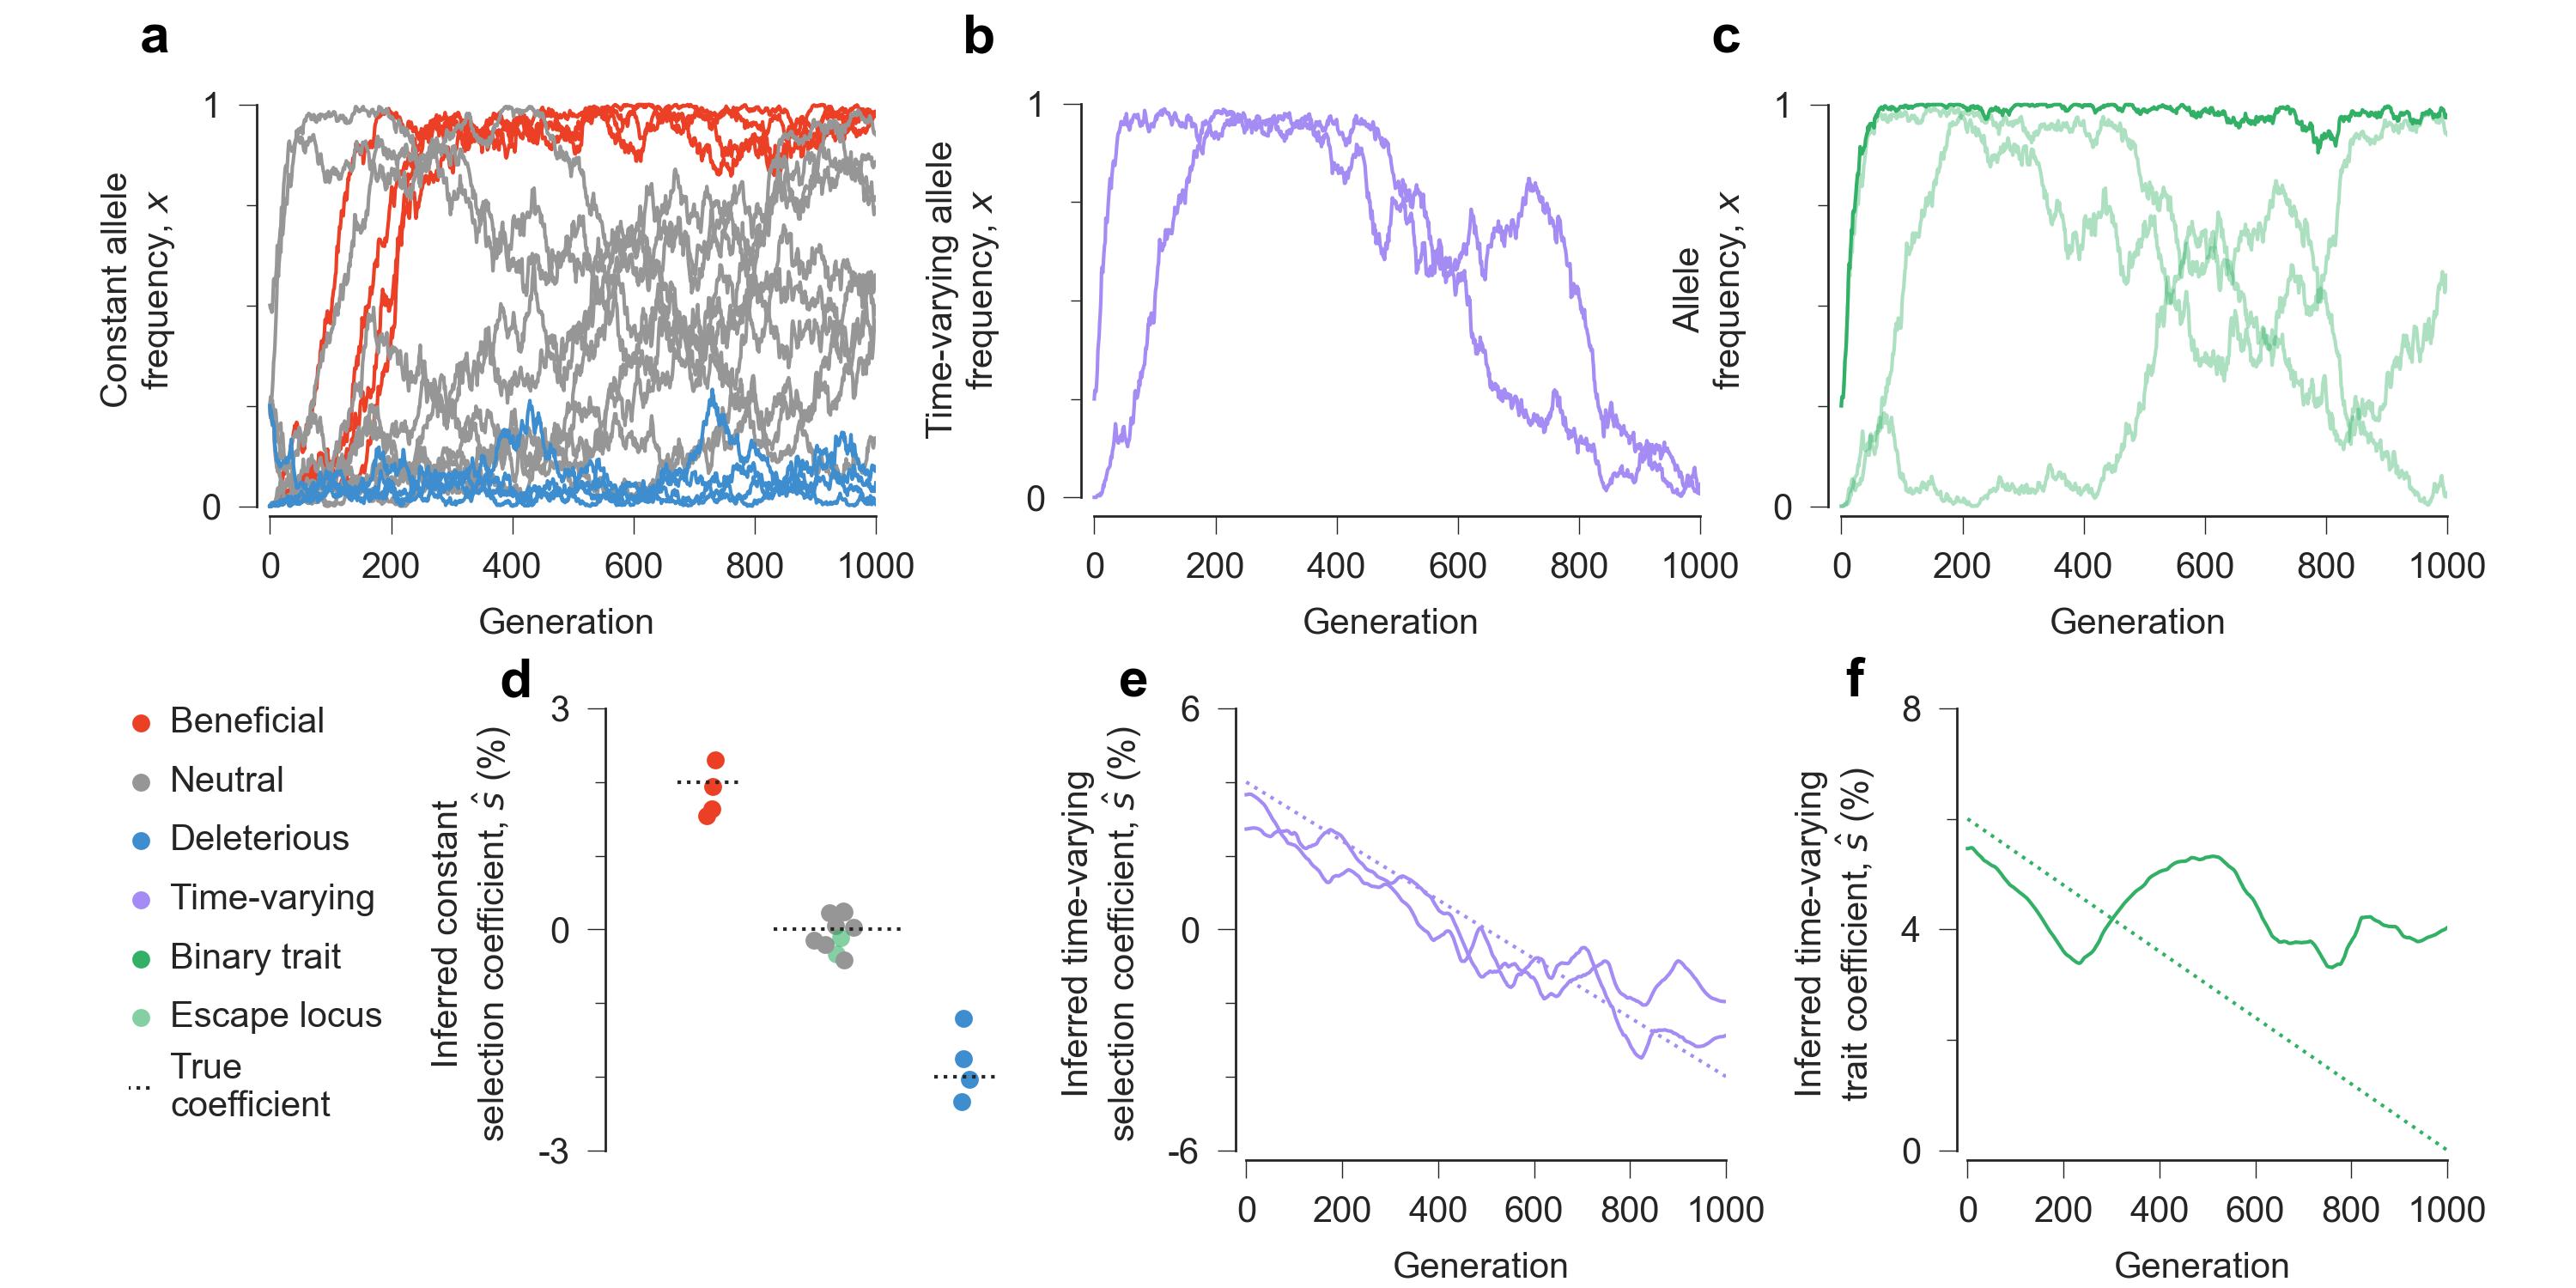 a
Constant allele
frequency, x
1
0
0 200 400 600 800 1000
Generation
b
Time-varying allele
frequency, x
1
0
0 200 400 600 800 1000
Generation
c
Allele
frequency, x
1
0
0 200 400 600 800 1000
Generation
Beneficial
Neutral
Deleterious
Time-varying
Binary trait
Escape locus
True
coefficient
d
Inferred constant
selection coefficient, ŝ (%)
3
0
-3
e
Inferred time-varying
selection coefficient, ŝ (%)
6
0
-6
0 200 400 600 800 1000
Generation
f
Inferred time-varying
trait coefficient, ŝ (%)
8
4
0
0 200 400 600 800 1000
Generation